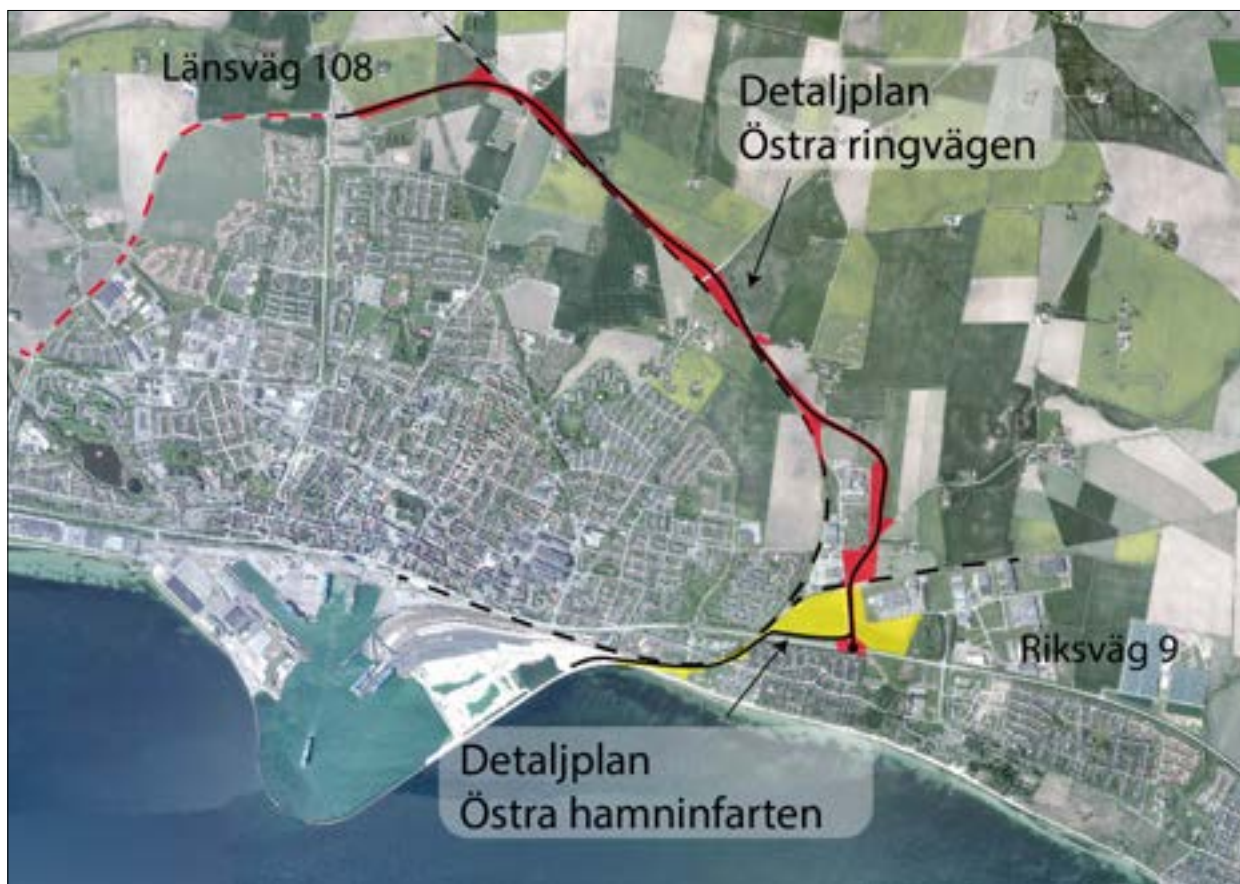 Länsväg 108
Detaljplan
Östra ringvägen
Riksväg 9
Detaljplan
Östra hamninfarten